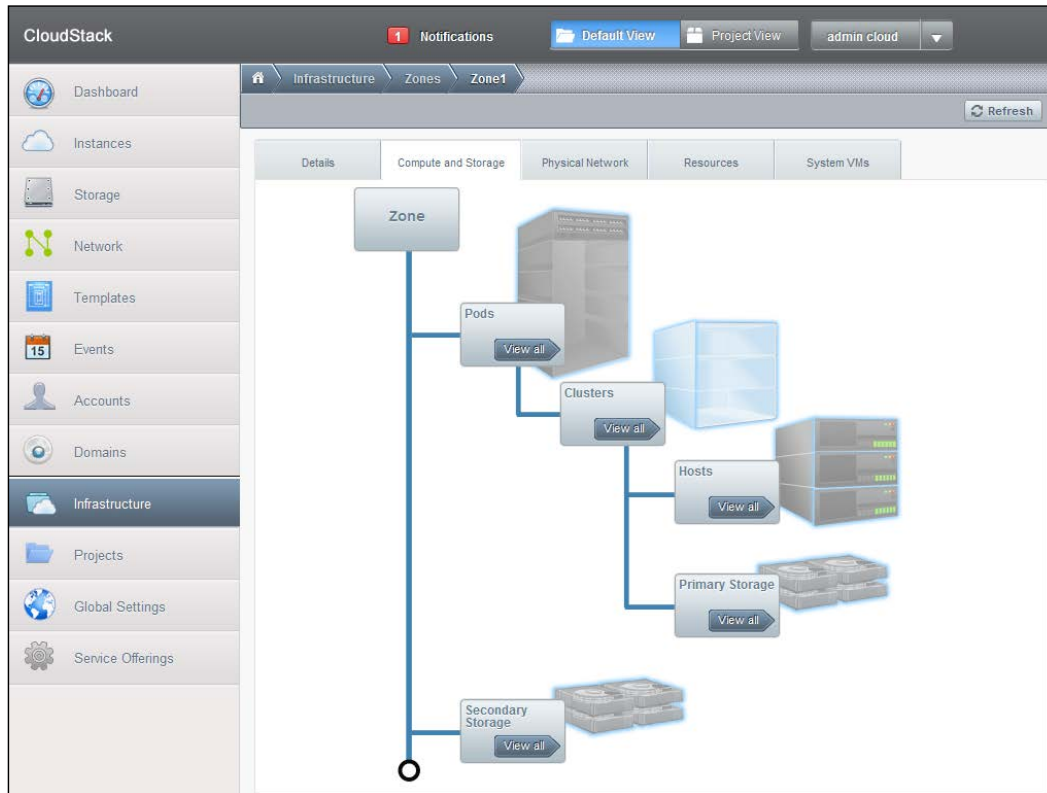 CloudStack
1 Notifications
Default View
Project View
admin cloud
Infrastructure Zones Zone1
Refresh
Dashboard
Instances
Storage
Network
Templates
15 Events
Accounts
Domains
Infrastructure
Projects
Global Settings
Service Offerings
Details Compute and Storage Physical Network Resources System VMs
Zone
Pods
View all
Clusters
View all
Hosts
View all
Primary Storage
View all
Secondary
Storage
View all